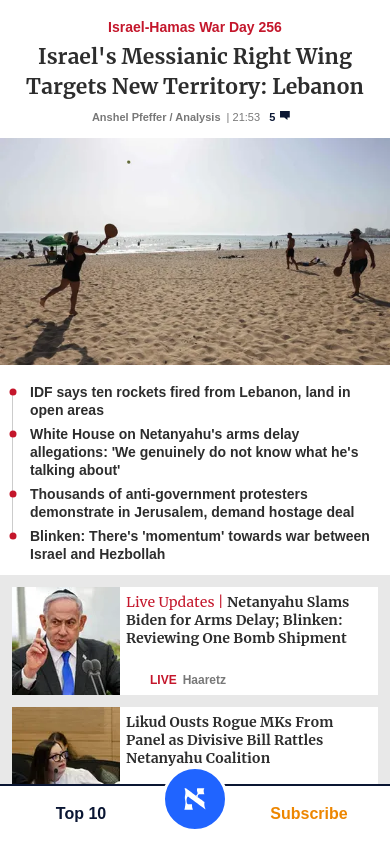 Israel-Hamas War Day 256
Israel's Messianic Right Wing
Targets New Territory: Lebanon
Anshel Pfeffer / Analysis | 21:53 5
IDF says ten rockets fired from Lebanon, land in
open areas
White House on Netanyahu's arms delay
allegations: 'We genuinely do not know what he's
talking about'
Thousands of anti-government protesters
demonstrate in Jerusalem, demand hostage deal
Blinken: There's 'momentum' towards war between
Israel and Hezbollah
Live Updates | Netanyahu Slams
Biden for Arms Delay; Blinken:
Reviewing One Bomb Shipment
LIVE Haaretz
Likud Ousts Rogue MKs From
Panel as Divisive Bill Rattles
Netanyahu Coalition
Top 10
Subscribe